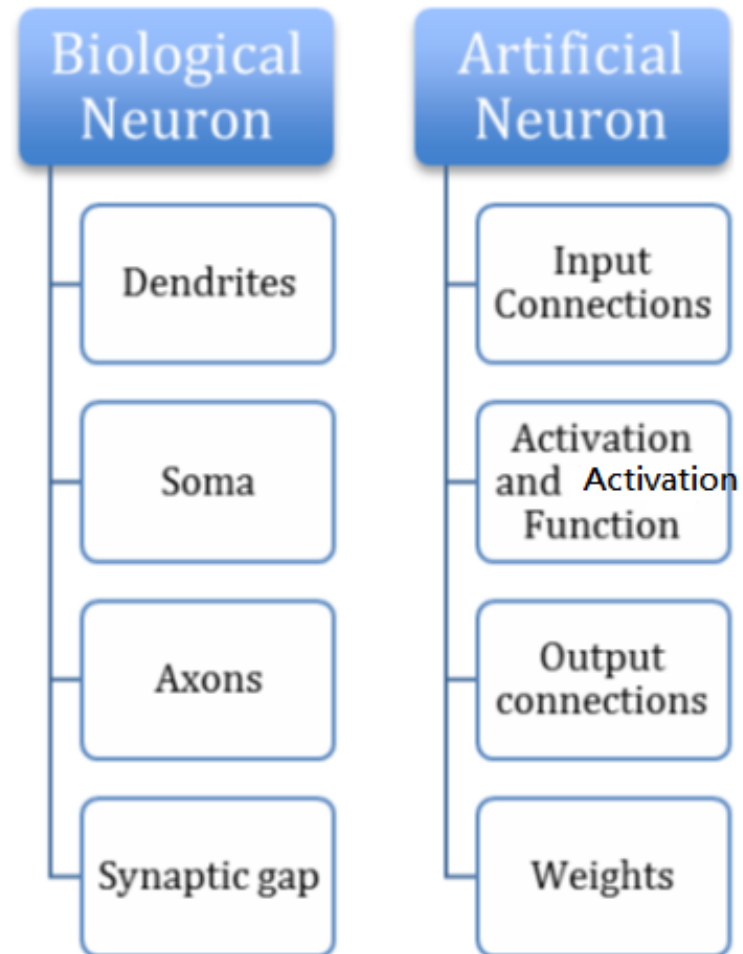 Biological
Neuron
Dendrites
Soma
Axons
Synaptic gap
Artificial
Neuron
Input
Connections
Activation
and Activation
Function
Output
connections
Weights